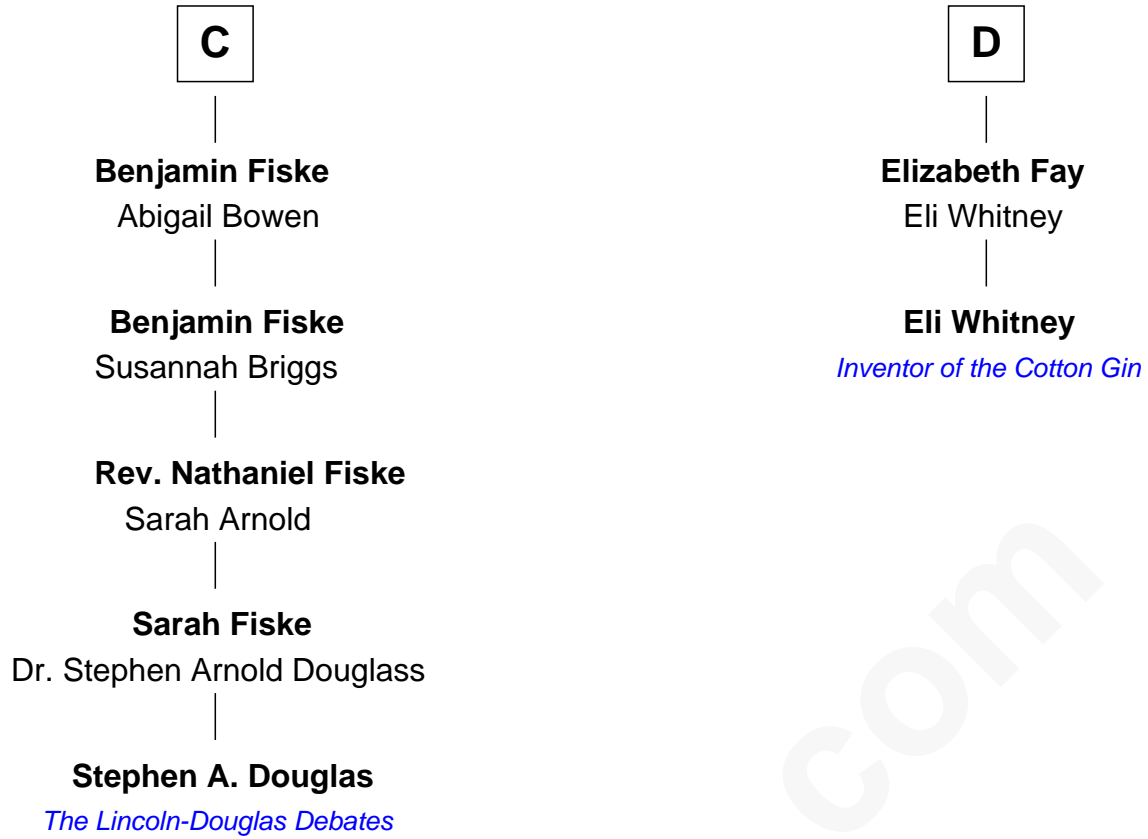 C
Benjamin Fiske
Abigail Bowen
Benjamin Fiske
Susannah Briggs
Rev. Nathaniel Fiske
Sarah Arnold
Sarah Fiske
Dr. Stephen Arnold Douglass
Stephen A. Douglas
The Lincoln-Douglas Debates
D
Elizabeth Fay
Eli Whitney
Eli Whitney
Inventor of the Cotton Gin
com